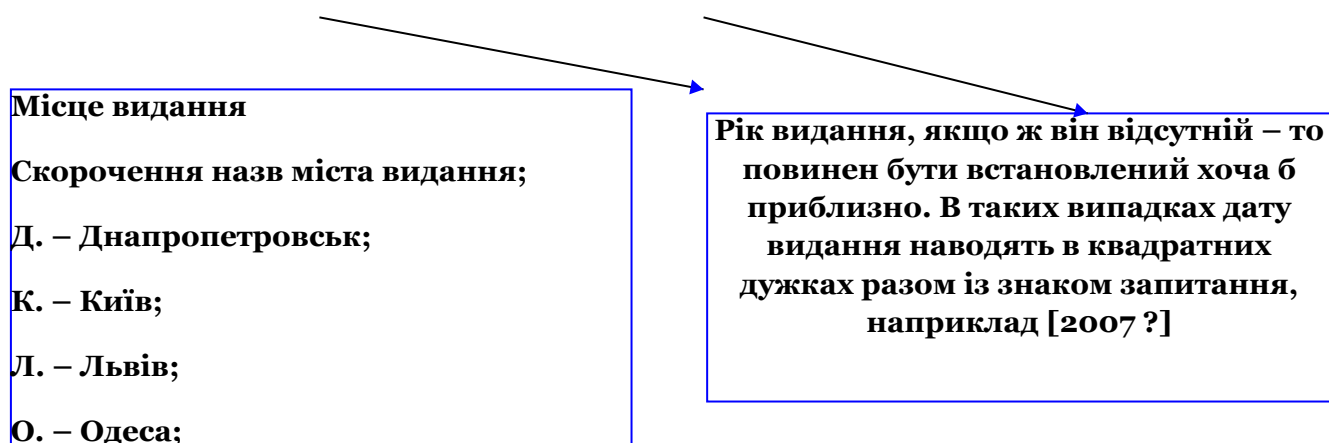 Місце видання
Скорочення назв міста видання;
Д. – Днапропетровськ;
К. – Київ;
Л. – Львів;
О. – Одеса;
Рік видання, якщо ж він відсутній – то
повинен бути встановлений хоча б
приблизно. В таких випадках дату
видання наводять в квадратних
дужках разом із знаком запитання,
наприклад [2007 ?]